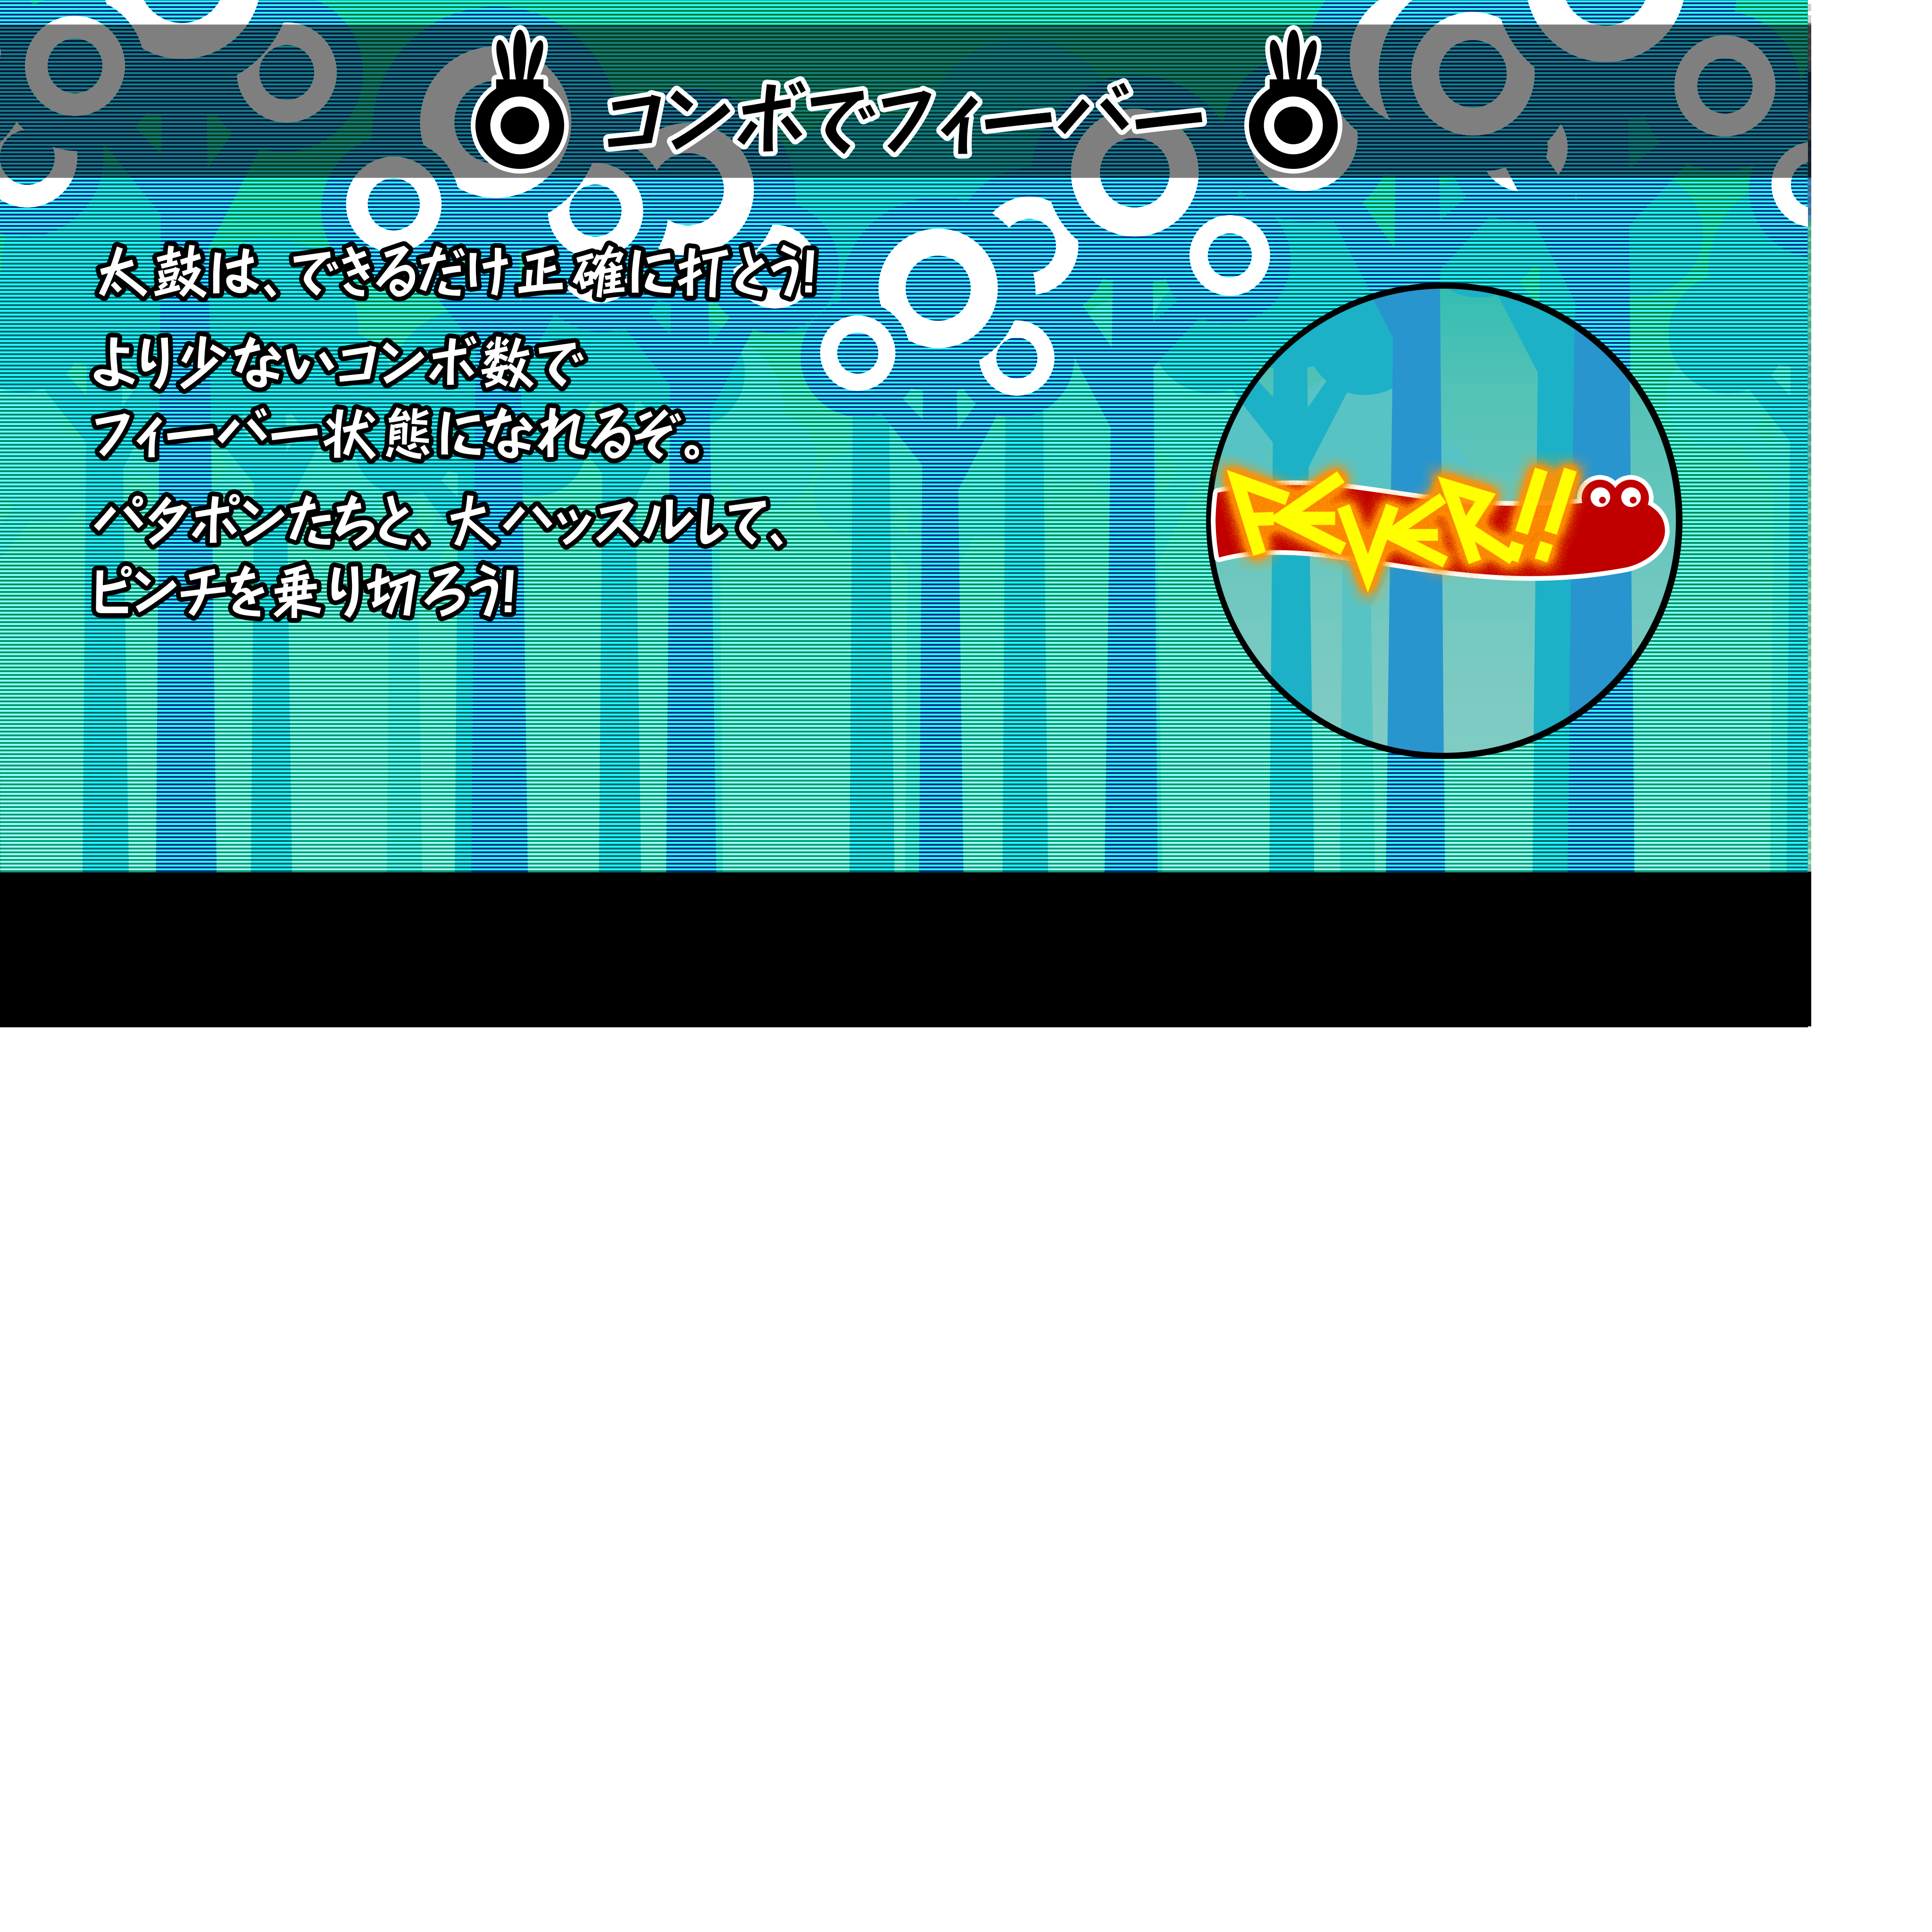 コンボでフィーバー
太鼓は、できるだけ正確に打とう!
より少ないコンボ数で
フィーバー状態になれるぞ。
パタポンたちと、大ハッスルして、
ピンチを乗り切ろう!
FEVER!!